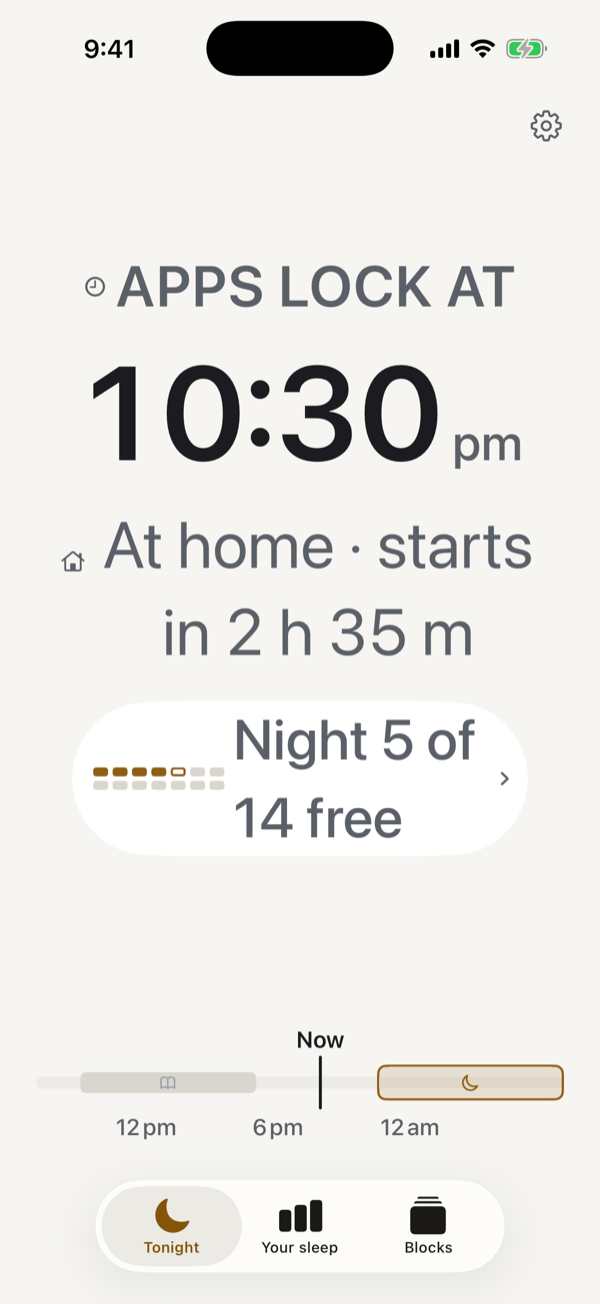 9:41
APPS LOCK AT
10:30 pm
At home · starts
in 2 h 35 m
Night 5 of
14 free
Now
12 pm 6 pm 12 am
Tonight Your sleep Blocks